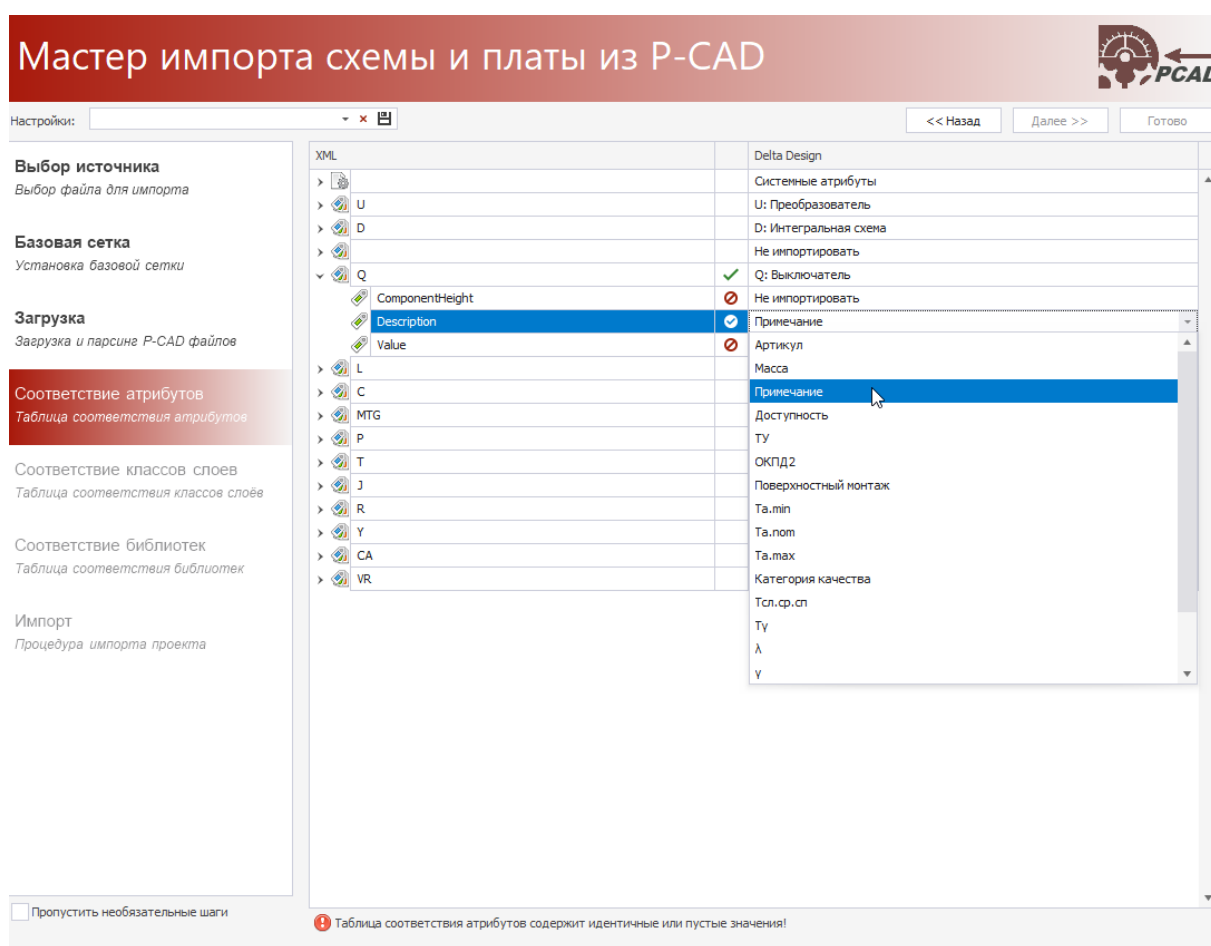 Мастер импорта схемы и платы из P-CAD
PCAD
Настройки:
<< Назад
Далее >>
Готово
Выбор источника
Выбор файла для импорта
Базовая сетка
Установка базовой сетки
Загрузка
Загрузка и парсинг P-CAD файлов
Соответствие атрибутов
Таблица соответствия атрибутов
Соответствие классов слоев
Таблица соответствия классов слоёв
Соответствие библиотек
Таблица соответствия библиотек
Импорт
Процедура импорта проекта
Пропустить необязательные шаги
XML Delta Design
Системные атрибуты
U U: Преобразователь
D D: Интегральная схема
Не импортировать
Q Q: Выключатель
ComponentHeight Не импортировать
Description Примечание
Value Артикул
L Масса
C Примечание
MTG Доступность
P ТУ
T ОКПД2
J Поверхностный монтаж
R Ta.min
Y Ta.nom
CA Ta.max
VR Категория качества
Тсл.ср.сп
Tγ
λ
γ
Таблица соответствия атрибутов содержит идентичные или пустые значения!